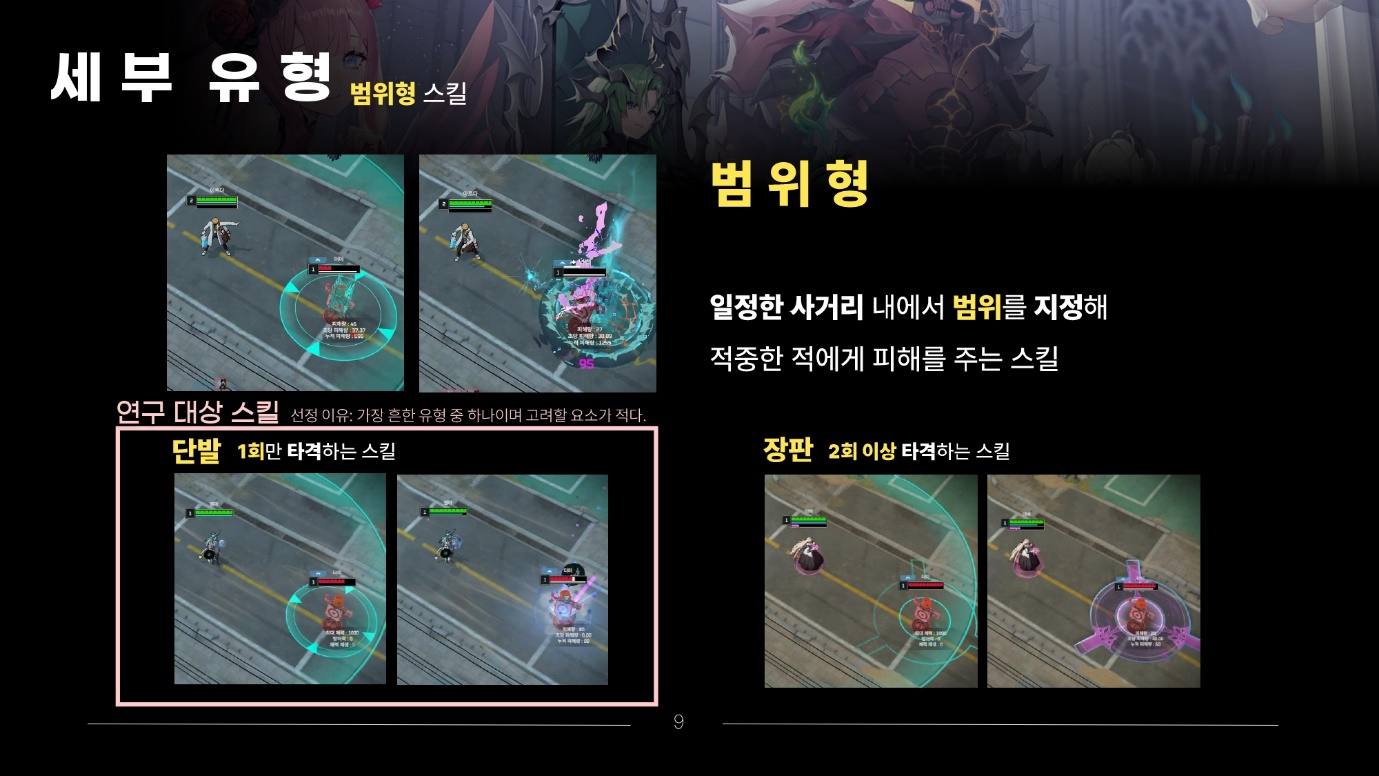 세부 유형 범위형 스킬
범위형
일정한 사거리 내에서 범위를 지정해
적중한 적에게 피해를 주는 스킬
연구 대상 스킬 선정 이유: 가장 흔한 유형 중 하나이며 고려할 요소가 적다.
단발 1회만 타격하는 스킬
장판 2회 이상 타격하는 스킬
95
9